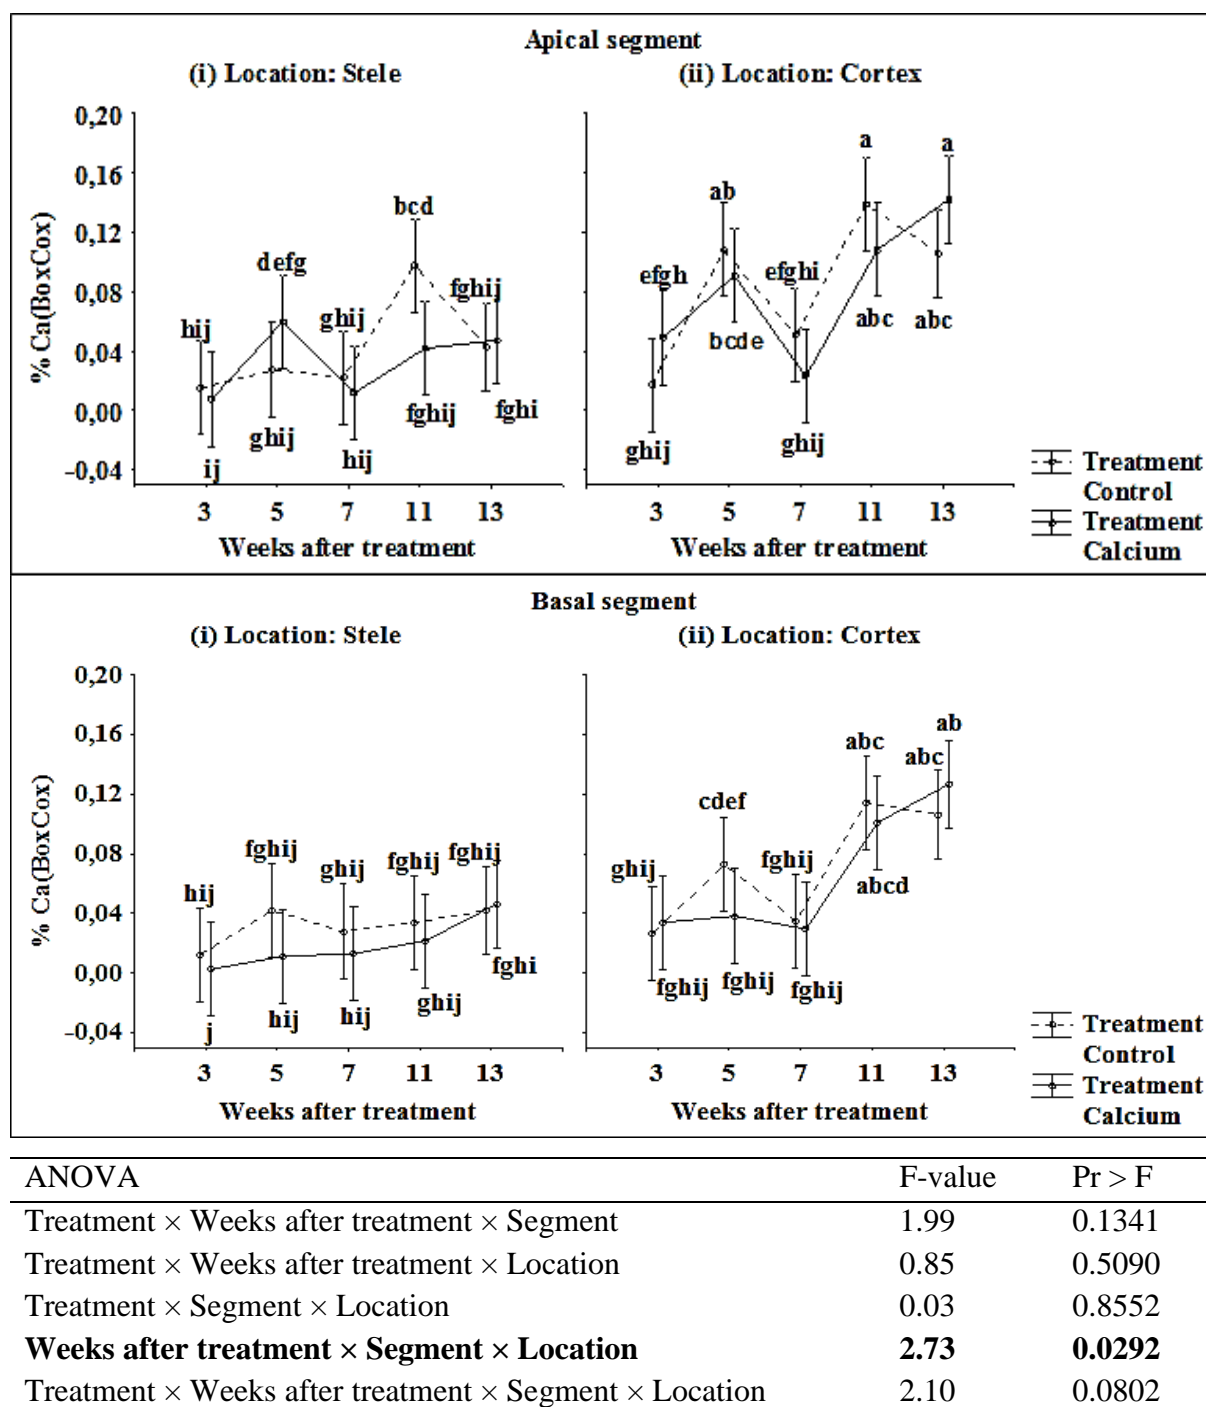 Apical segment
(i) Location: Stele
(ii) Location: Cortex
% Ca(BoxCox)
0,20
0,16
0,12
0,08
0,04
0,00
-0,04
hij
ij
defg
ghij
ghij
hij
bcd
fghij
fghij
fghi
3 5 7 11 13
Weeks after treatment
efgh
ghij
ab
bcde
efghi
ghij
a
abc
a
abc
3 5 7 11 13
Weeks after treatment
Treatment
Control
Treatment
Calcium
Basal segment
(i) Location: Stele
(ii) Location: Cortex
% Ca(BoxCox)
0,20
0,16
0,12
0,08
0,04
0,00
-0,04
hij
j
fghij
hij
ghij
hij
fghij
ghij
fghij
fghi
3 5 7 11 13
Weeks after treatment
ghij
fghij
cdef
fghij
fghij
fghij
abc
abcd
abc
ab
3 5 7 11 13
Weeks after treatment
Treatment
Control
Treatment
Calcium
ANOVA F-value Pr > F
Treatment × Weeks after treatment × Segment 1.99 0.1341
Treatment × Weeks after treatment × Location 0.85 0.5090
Treatment × Segment × Location 0.03 0.8552
Weeks after treatment × Segment × Location 2.73 0.0292
Treatment × Weeks after treatment × Segment × Location 2.10 0.0802